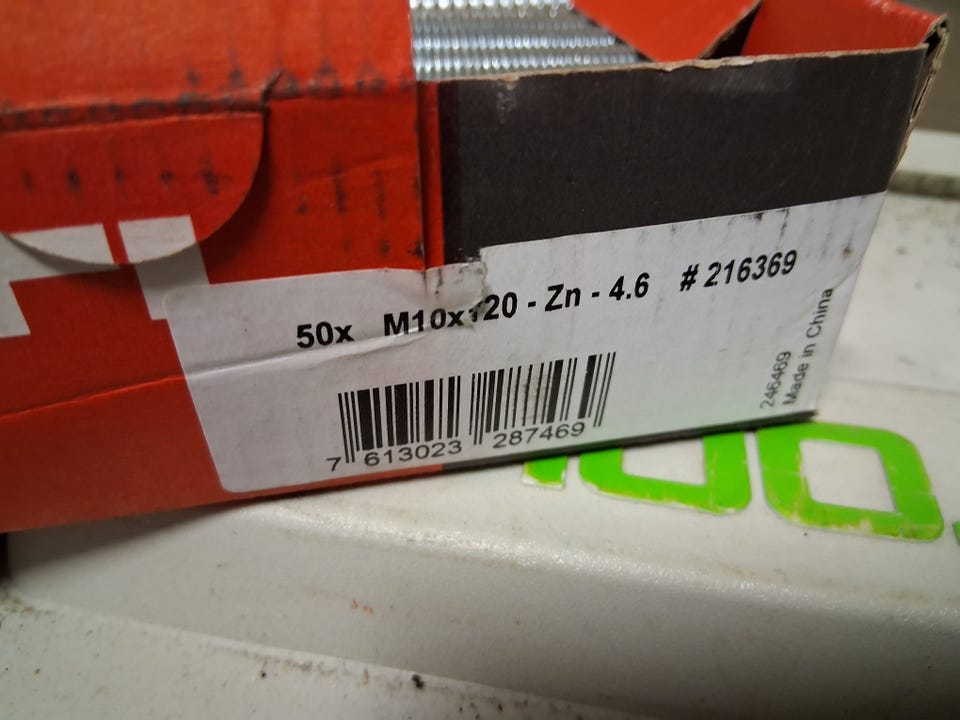 50x M10x120 - Zn - 4.6 # 216369
7 613023 287469
246469
Made in China